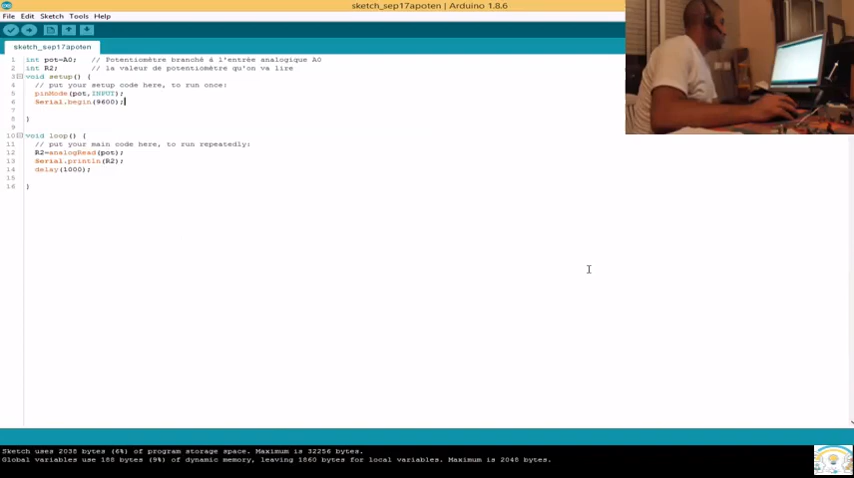 sketch_sep17apoten | Arduino 1.8.6
File Edit Sketch Tools Help
sketch_sep17apoten
1 int pot=A0; // Potentiomètre branché à l'entrée analogique A0
2 int R2; // la valeur de potentiomètre qu'on va lire
3 void setup() {
4 // put your setup code here, to run once:
5 pinMode(pot,INPUT);
6 Serial.begin(9600);
7
8 }
9
10 void loop() {
11 // put your main code here, to run repeatedly:
12 R2=analogRead(pot);
13 Serial.println(R2);
14 delay(1000);
15
16 }
Sketch uses 2038 bytes (6%) of program storage space. Maximum is 32256 bytes.
Global variables use 188 bytes (9%) of dynamic memory, leaving 1860 bytes for local variables. Maximum is 2048 bytes.